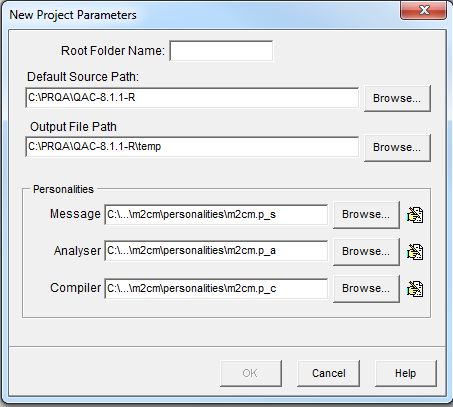 New Project Parameters
Root Folder Name:
Default Source Path:
C:\PRQA\QAC-8.1.1-R Browse...
Output File Path
C:\PRQA\QAC-8.1.1-R\temp Browse...
Personalities
Message C:\...\m2cm\personalities\m2cm.p_s Browse...
Analyser C:\...\m2cm\personalities\m2cm.p_a Browse...
Compiler C:\...\m2cm\personalities\m2cm.p_c Browse...
OK Cancel Help